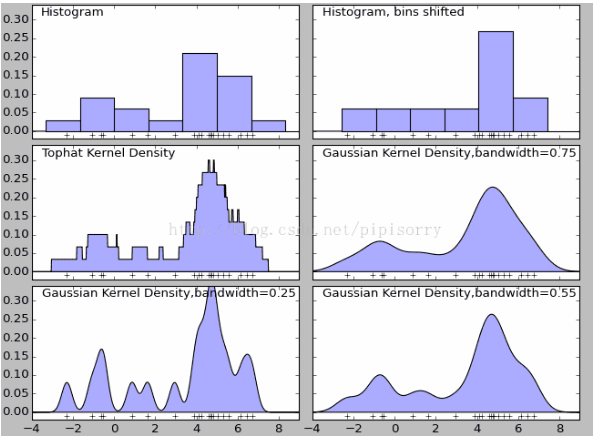 Histogram
Histogram, bins shifted
0.30
0.25
0.20
0.15
0.10
0.05
0.00
Tophat Kernel Density
Gaussian Kernel Density,bandwidth=0.75
0.30
0.25
0.20
0.15
0.10
0.05
0.00
http://blog.csdn.net/pipisorry
Gaussian Kernel Density,bandwidth=0.25
Gaussian Kernel Density,bandwidth=0.55
0.30
0.25
0.20
0.15
0.10
0.05
0.00
−4 −2 0 2 4 6 8
−4 −2 0 2 4 6 8